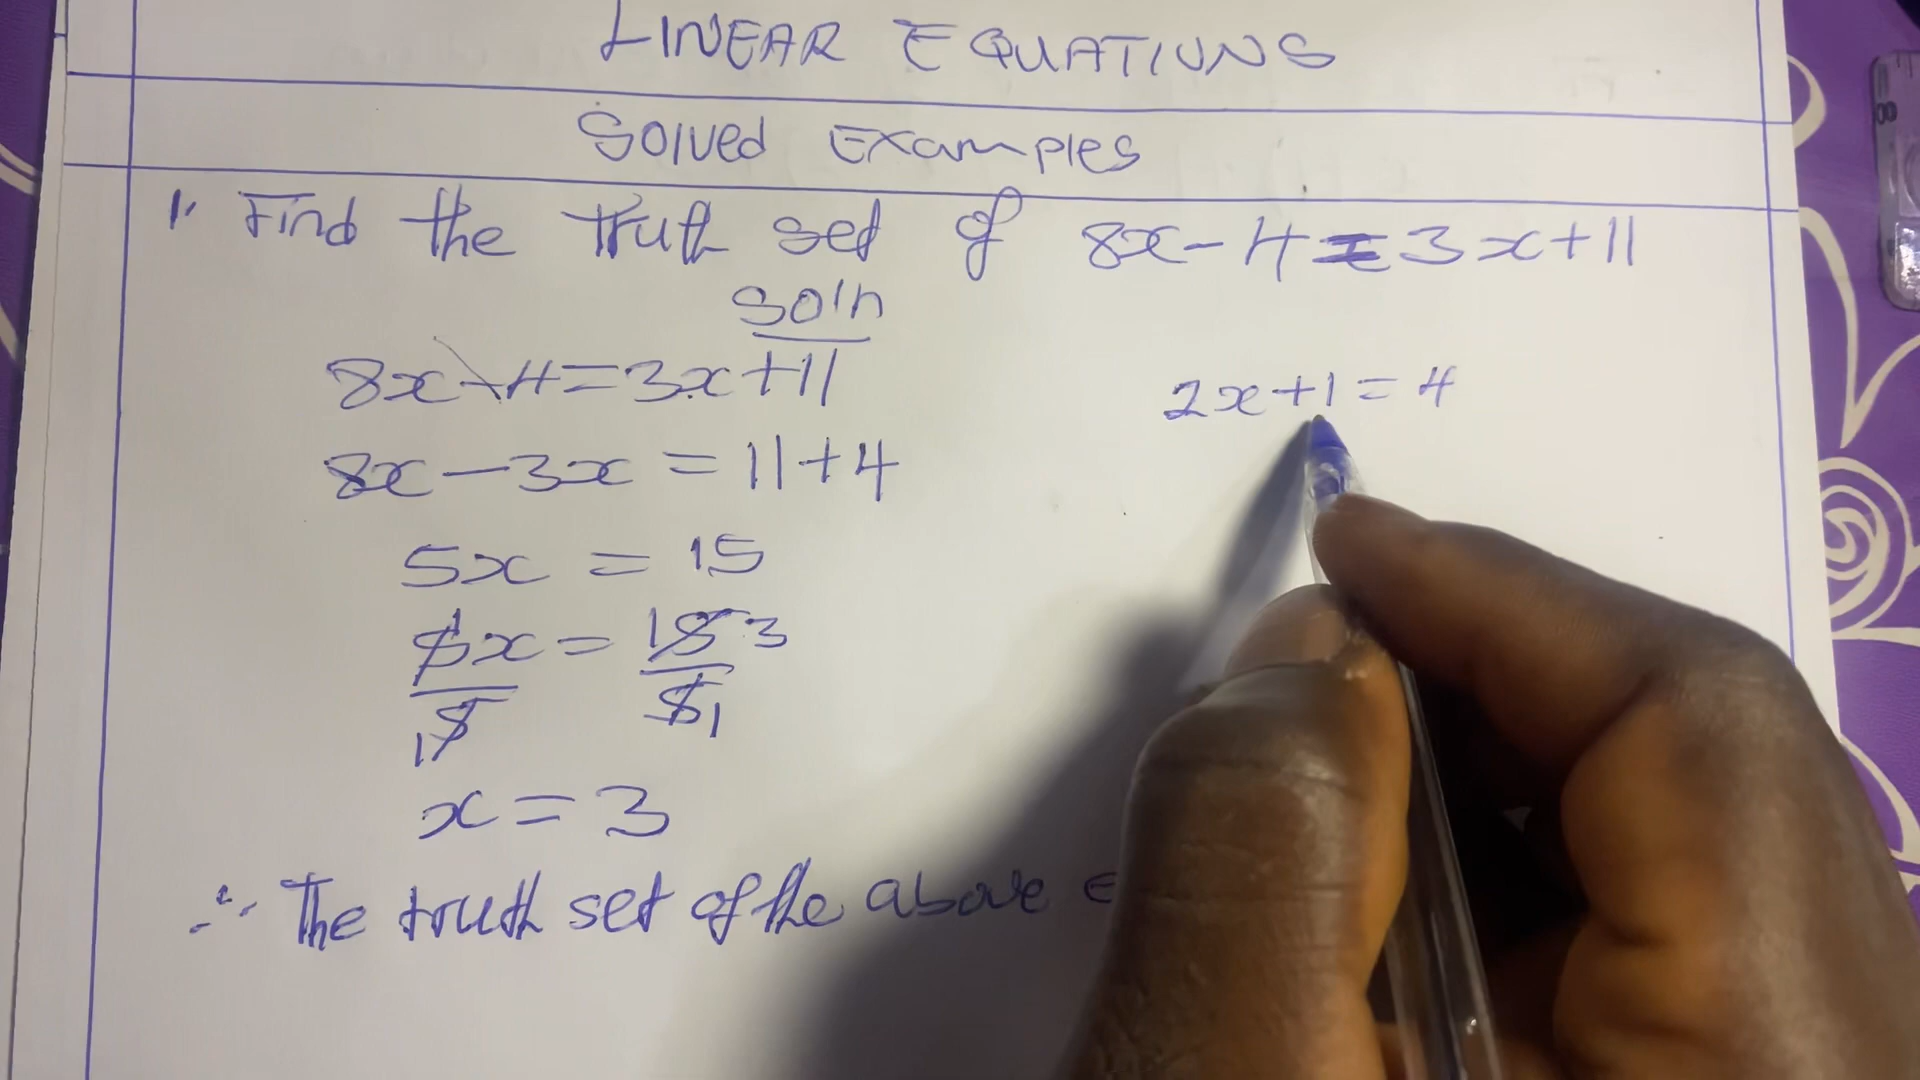 LINEAR EQUATIONS
Solved Examples
1. Find the truth set of 8x-4=3x+11
soln
8x-4=3x+11
2x+1=4
8x-3x=11+4
5x=15
5x/5=15/5
1 3
1 1
x=3
∴ The truth set of the above